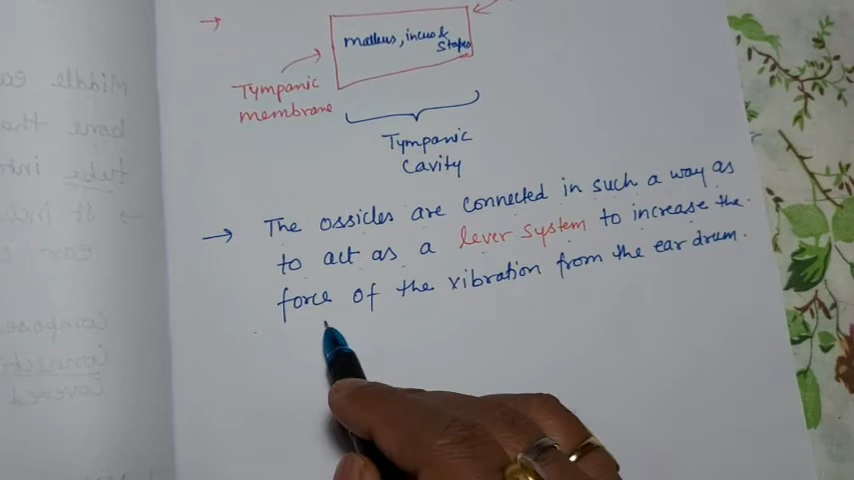 malleus, incus &
stapes
Tympanic
membrane
Tympanic
cavity
→ The ossicles are connected in such a way as
to act as a lever system to increase the
force of the vibration from the ear drum.